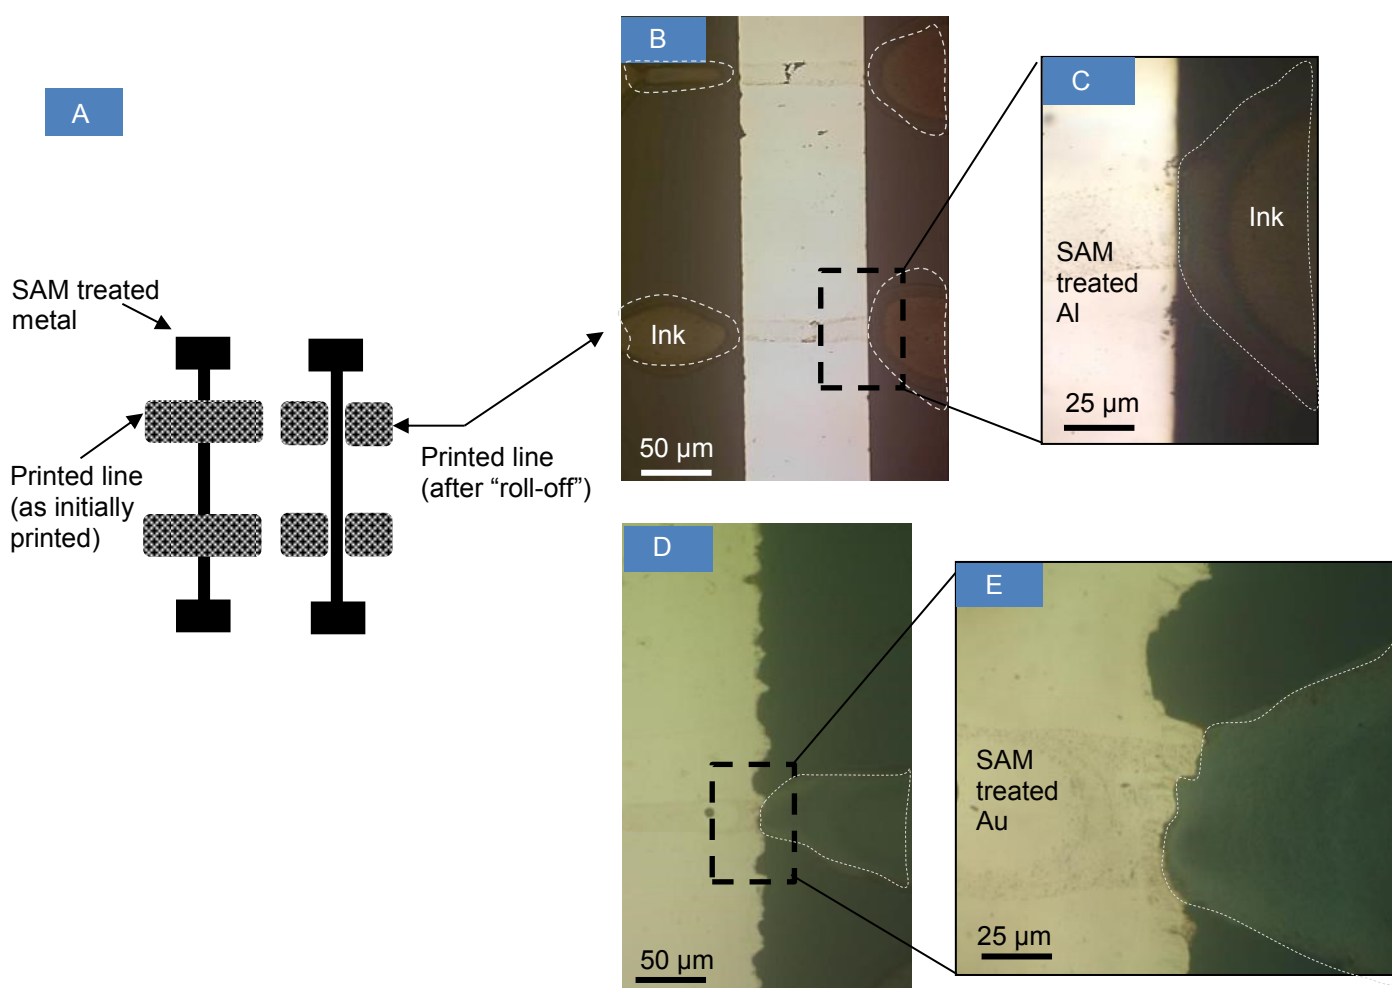 A
SAM treated
metal
Printed line
(as initially
printed)
Printed line
(after “roll-off”)
B
Ink
50 µm
C
Ink
SAM
treated
Al
25 µm
D
50 µm
E
SAM
treated
Au
25 µm